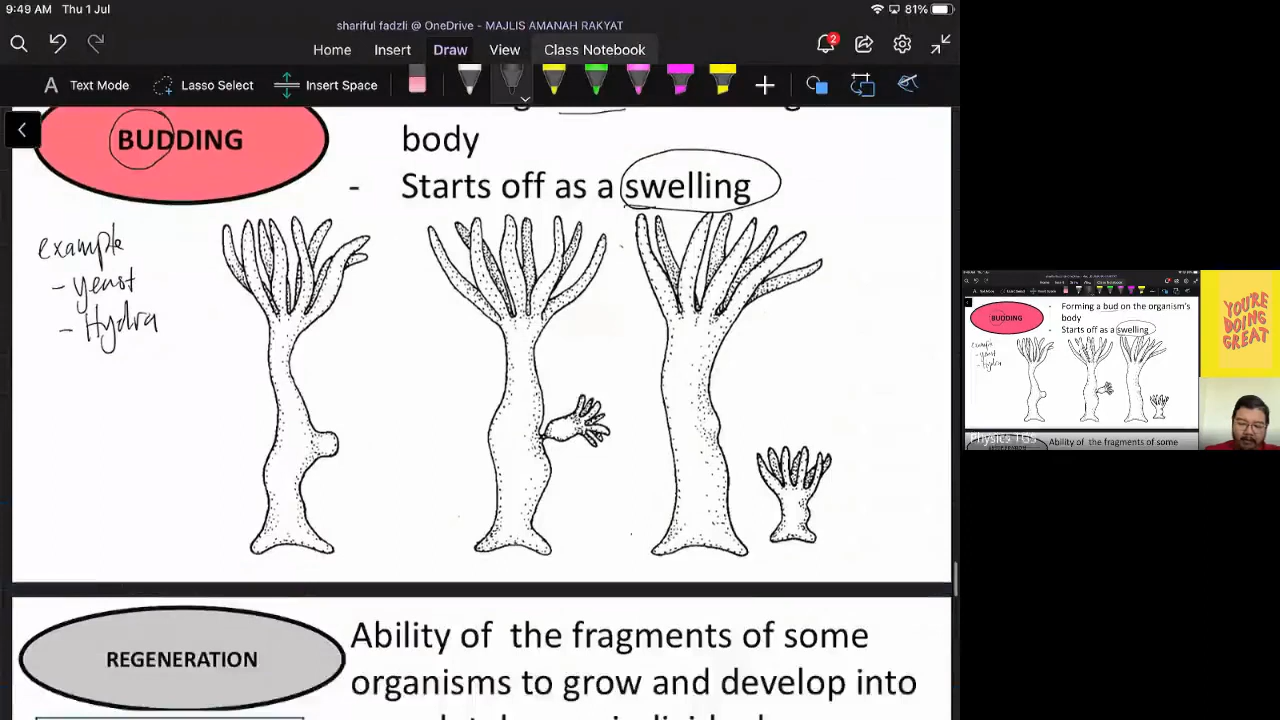 9:49 AM Thu 1 Jul
81%
shariful fadzli @ OneDrive - MAJLIS AMANAH RAKYAT
Home Insert Draw View Class Notebook
2
A Text Mode Lasso Select Insert Space
BUDDING
body
- Starts off as a swelling
example
- yeast
- Hydra
REGENERATION
Ability of the fragments of some
organisms to grow and develop into
BUDDING
- Forming a bud on the organism's
body
- Starts off as a swelling
example
- yeast
- Hydra
Physics TG5
Ability of the fragments of some
YOU'RE
DOING
GREAT